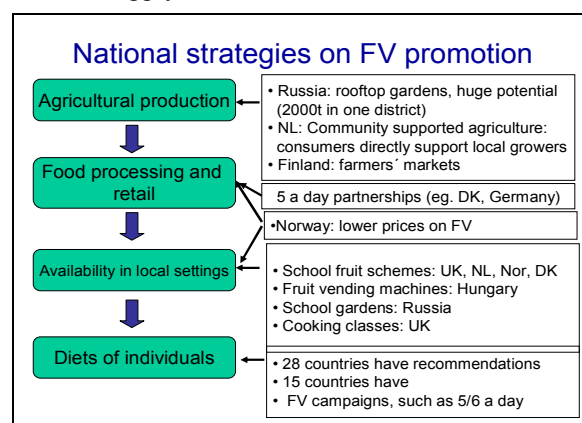 National strategies on FV promotion
Agricultural production
• Russia: rooftop gardens, huge potential
(2000t in one district)
• NL: Community supported agriculture:
consumers directly support local growers
• Finland: farmers´ markets
Food processing and
retail
5 a day partnerships (eg. DK, Germany)
•Norway: lower prices on FV
Availability in local settings
• School fruit schemes: UK, NL, Nor, DK
• Fruit vending machines: Hungary
• School gardens: Russia
• Cooking classes: UK
Diets of individuals
• 28 countries have recommendations
• 15 countries have
• FV campaigns, such as 5/6 a day